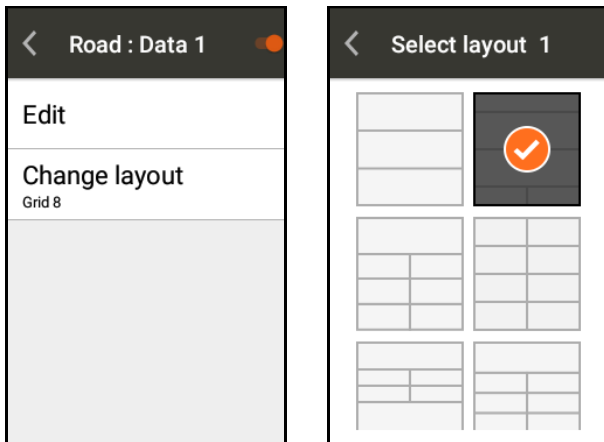 Road : Data 1
Edit
Change layout
Grid 8
Select layout 1